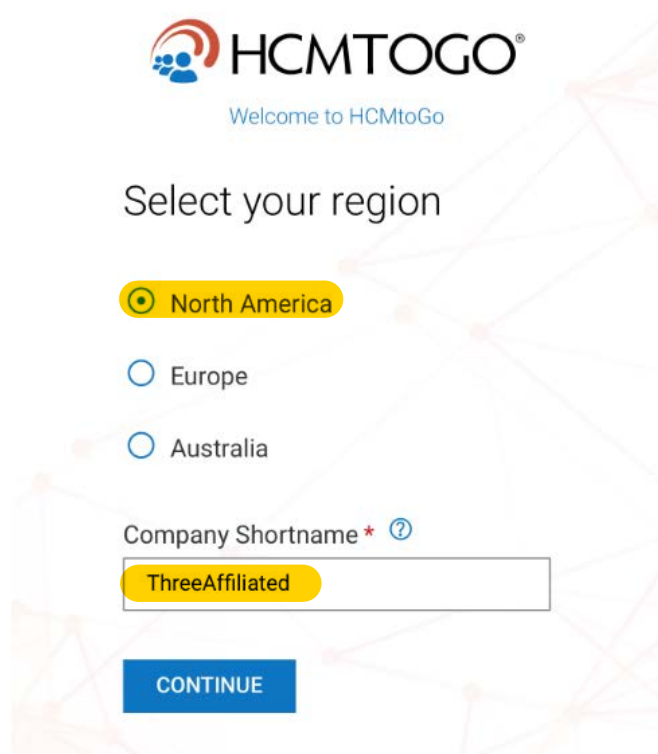 HCMTOGO®
Welcome to HCMtoGo
Select your region
North America
Europe
Australia
Company Shortname * ?
ThreeAffiliated
CONTINUE